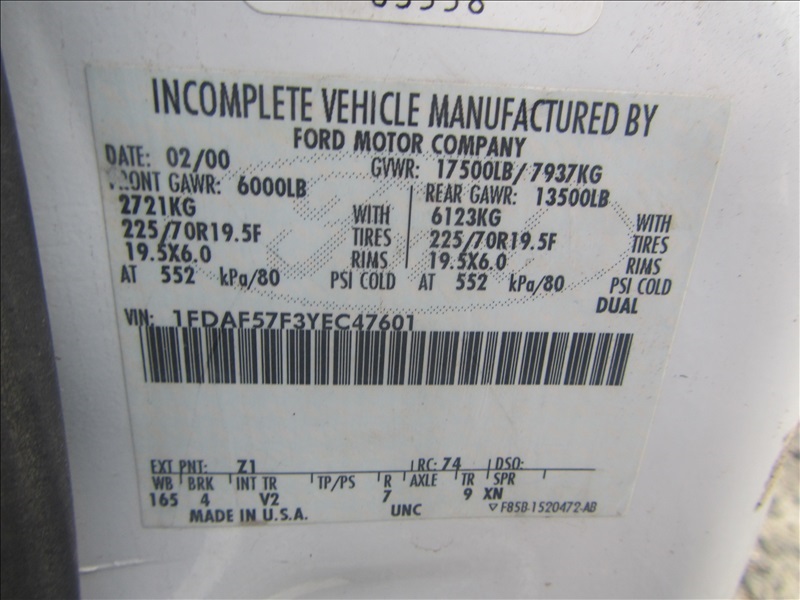 INCOMPLETE VEHICLE MANUFACTURED BY
FORD MOTOR COMPANY
DATE: 02/00 GVWR: 17500LB/7937KG
FRONT GAWR: 6000LB REAR GAWR: 13500LB
2721KG WITH 6123KG WITH
225/70R19.5F TIRES 225/70R19.5F TIRES
19.5X6.0 RIMS 19.5X6.0 RIMS
AT 552 kPa/80 PSI COLD AT 552 kPa/80 PSI COLD
DUAL
VIN: 1FDAF57F3YEC47601
EXT PNT: Z1 RC: 74 DSO:
WB BRK INT TR TP/PS R AXLE TR SPR
165 4 V2 7 9 XN
MADE IN U.S.A. UNC F85B-1520472-AB